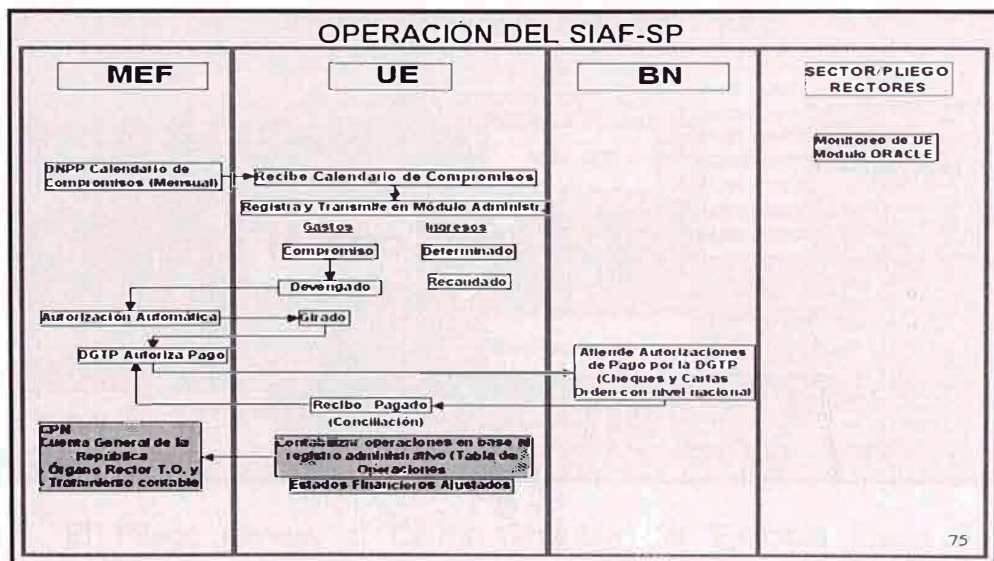 OPERACIÓN DEL SIAF-SP
MEF
UE
BN
SECTOR/PLIEGO
RECTORES
Monitoreo de UE
Módulo ORACLE
DNPP Calendario de
Compromisos (Mensual)
Recibe Calendario de Compromisos
Registra y Transmite en Módulo Administr.
Gastos
Ingresos
Compromiso
Determinado
Devengado
Recaudado
Autorización Automática
Girado
DGTP Autoriza Pago
Atiende Autorizaciones
de Pago por la DGTP
(Cheques y Cartas
Orden con nivel nacional
Recibo Pagado
(Conciliación)
CPN
Cuenta General de la
República
- Órgano Rector T.O. y
- Tratamiento contable
Contabilizar operaciones en base al
registro administrativo (Tabla de
Operaciones
Estados Financieros Ajustados
75